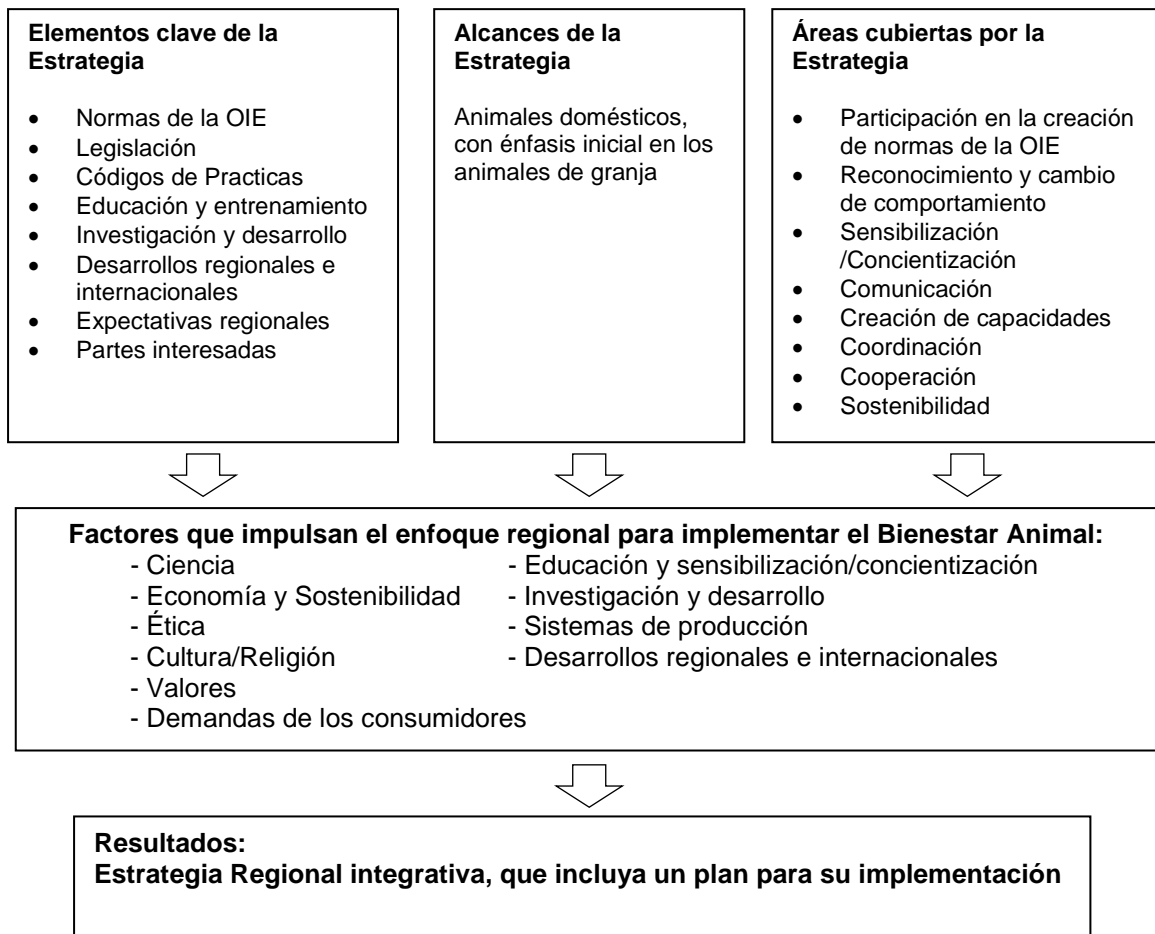 Elementos clave de la
Estrategia
• Normas de la OIE
• Legislación
• Códigos de Practicas
• Educación y entrenamiento
• Investigación y desarrollo
• Desarrollos regionales e
internacionales
• Expectativas regionales
• Partes interesadas
Alcances de la
Estrategia
Animales domésticos,
con énfasis inicial en los
animales de granja
Áreas cubiertas por la
Estrategia
• Participación en la creación
de normas de la OIE
• Reconocimiento y cambio
de comportamiento
• Sensibilización
/Concientización
• Comunicación
• Creación de capacidades
• Coordinación
• Cooperación
• Sostenibilidad
Factores que impulsan el enfoque regional para implementar el Bienestar Animal:
- Ciencia
- Economía y Sostenibilidad
- Ética
- Cultura/Religión
- Valores
- Demandas de los consumidores
- Educación y sensibilización/concientización
- Investigación y desarrollo
- Sistemas de producción
- Desarrollos regionales e internacionales
Resultados:
Estrategia Regional integrativa, que incluya un plan para su implementación